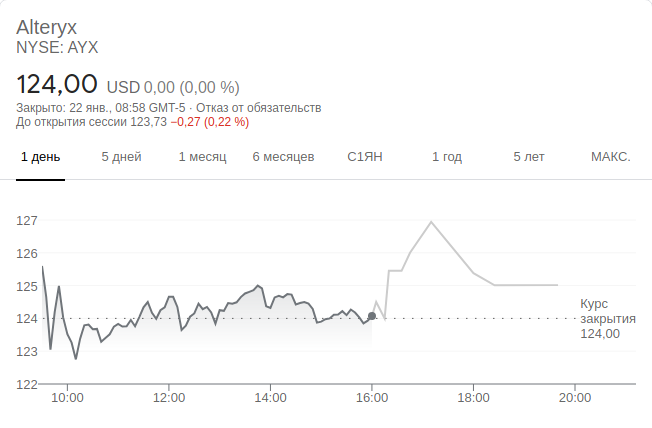 Alteryx
NYSE: AYX
124,00 USD 0,00 (0,00 %)
Закрыто: 22 янв., 08:58 GMT-5 · Отказ от обязательств
До открытия сессии 123,73 −0,27 (0,22 %)
1 день 5 дней 1 месяц 6 месяцев С1ЯН 1 год 5 лет МАКС.
127
126
125
124
123
122
Курс
закрытия
124,00
10:00 12:00 14:00 16:00 18:00 20:00